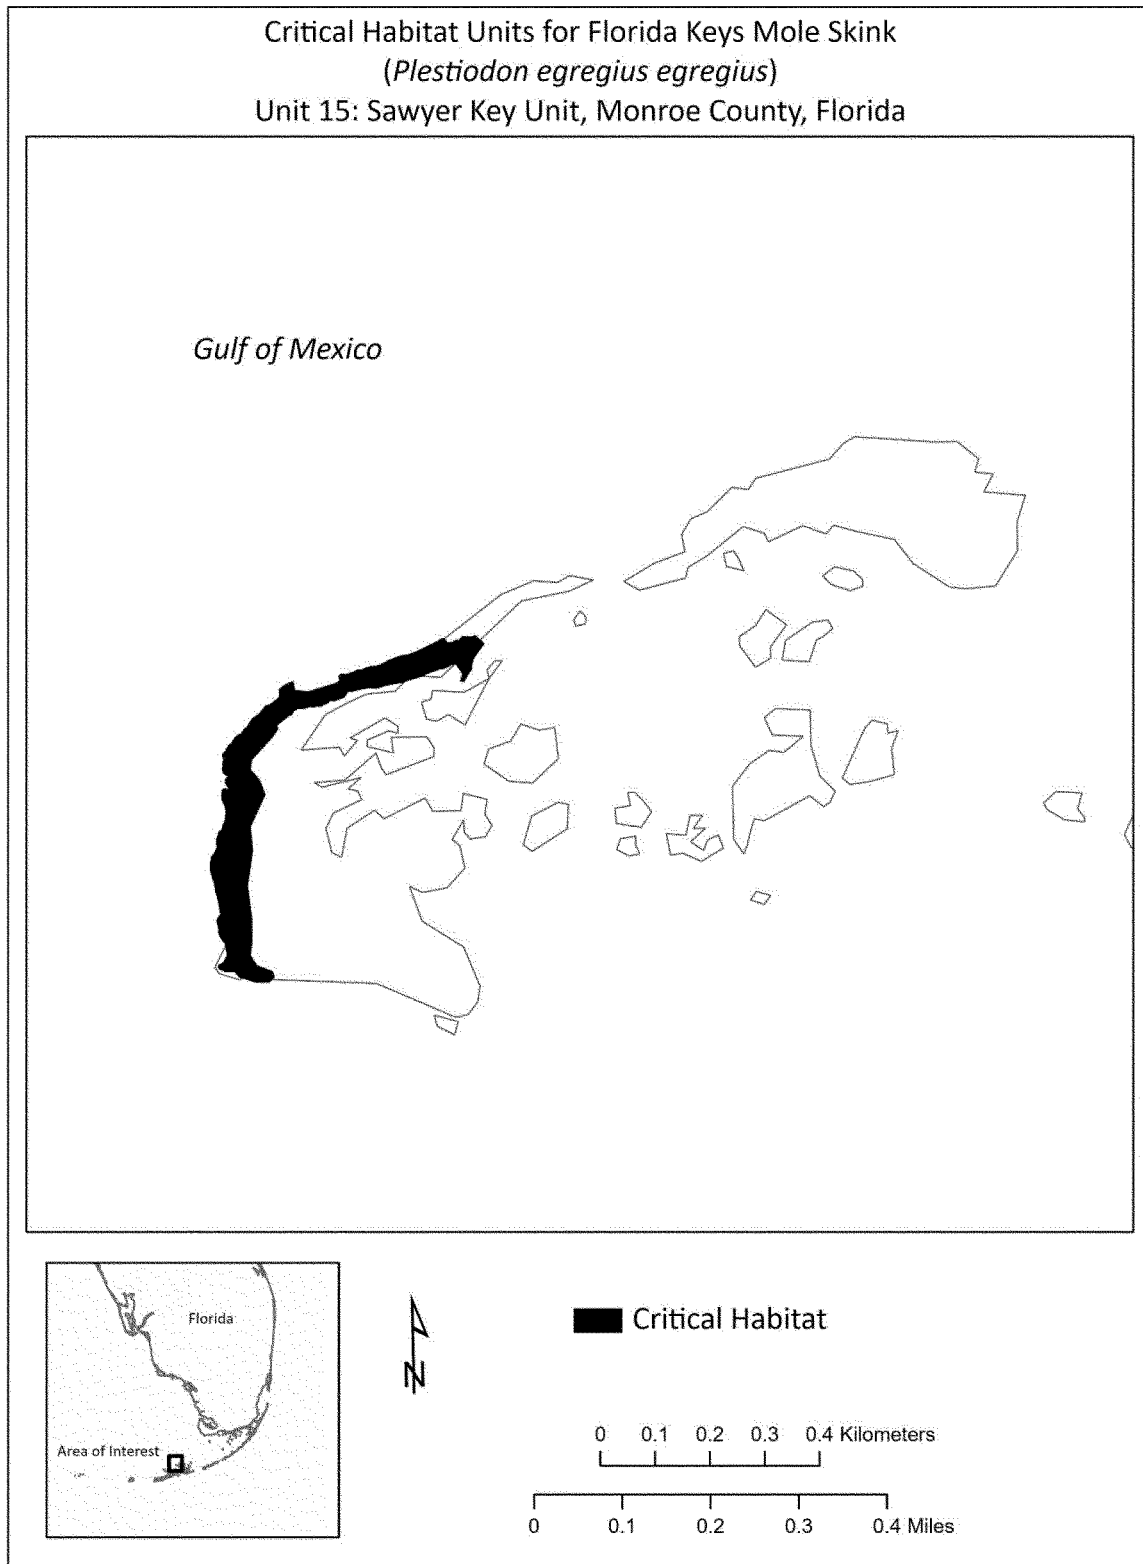 Critical Habitat Units for Florida Keys Mole Skink
(Plestiodon egregius egregius)
Unit 15: Sawyer Key Unit, Monroe County, Florida
Gulf of Mexico
Florida
Area of Interest
N
Critical Habitat
0 0.1 0.2 0.3 0.4 Kilometers
0 0.1 0.2 0.3 0.4 Miles